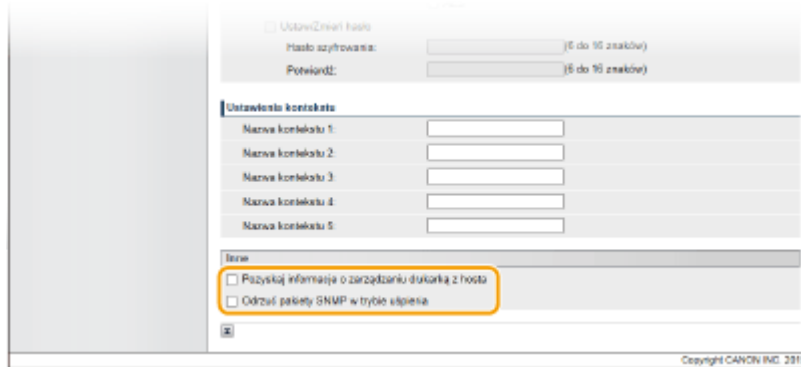 Ustaw/Zmień hasło
Hasło szyfrowania: (6 do 16 znaków)
Potwierdź: (6 do 16 znaków)
Ustawienia kontekstu
Nazwa kontekstu 1:
Nazwa kontekstu 2:
Nazwa kontekstu 3:
Nazwa kontekstu 4:
Nazwa kontekstu 5:
Inne
Pozyskaj informacje o zarządzaniu drukarką z hosta
Odrzuć pakiety SNMP w trybie uśpienia
Copyright CANON INC. 201